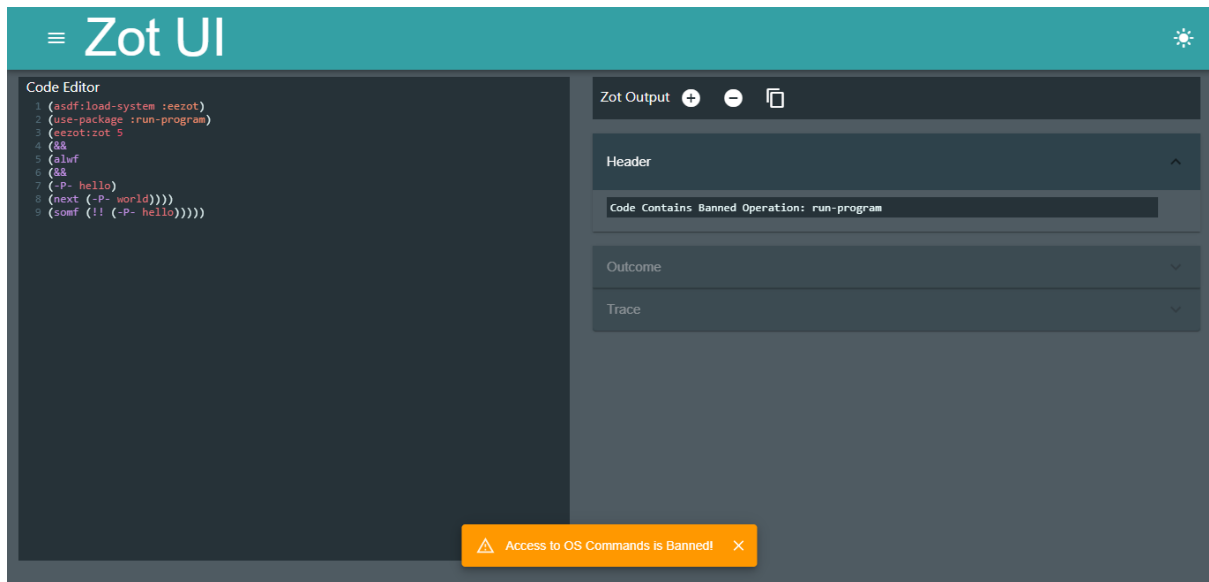 Zot UI
Code Editor
1 (asdf:load-system :eezot)
2 (use-package :run-program)
3 (eezot:zot 5
4 (&&
5 (alwf
6 (&&
7 (-P- hello)
8 (next (-P- world))))
9 (somf (!! (-P- hello)))))
Zot Output
Header
Code Contains Banned Operation: run-program
Outcome
Trace
Access to OS Commands is Banned!